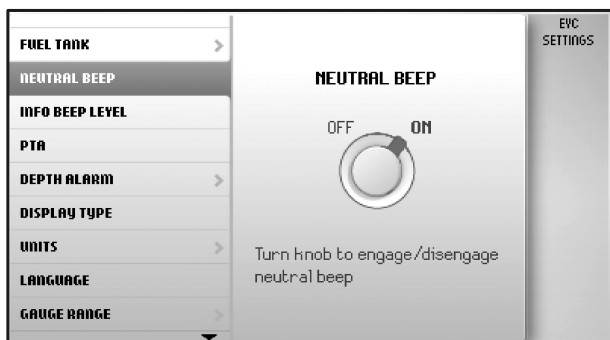 FUEL TANK
NEUTRAL BEEP
INFO BEEP LEVEL
PTA
DEPTH ALARM
DISPLAY TYPE
UNITS
LANGUAGE
GAUGE RANGE
NEUTRAL BEEP
OFF ON
Turn knob to engage/disengage
neutral beep
EVC
SETTINGS